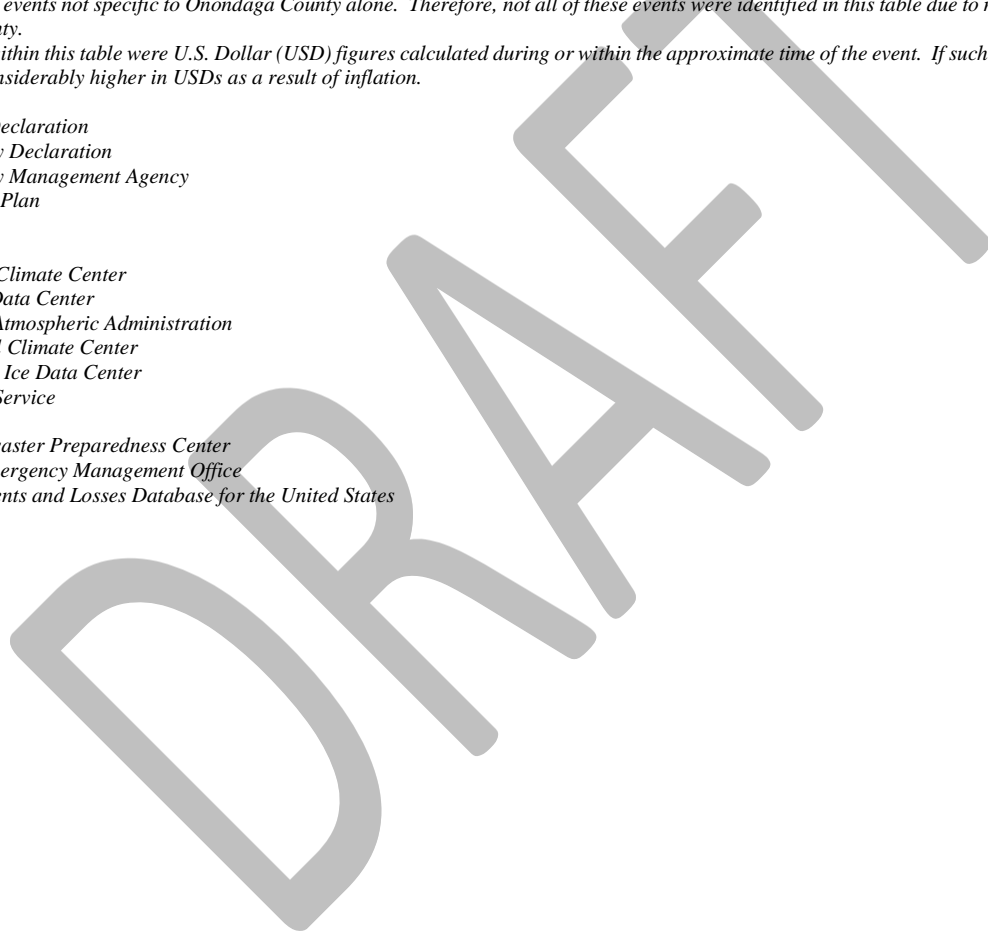 events not specific to Onondaga County alone. Therefore, not all of these events were identified in this table due to
nty.
ithin this table were U.S. Dollar (USD) figures calculated during or within the approximate time of the event. If such
nsiderably higher in USDs as a result of inflation.
eclaration
y Declaration
y Management Agency
Plan
Climate Center
Data Center
Atmospheric Administration
l Climate Center
Ice Data Center
Service
aster Preparedness Center
ergency Management Office
ents and Losses Database for the United States
DRAFT